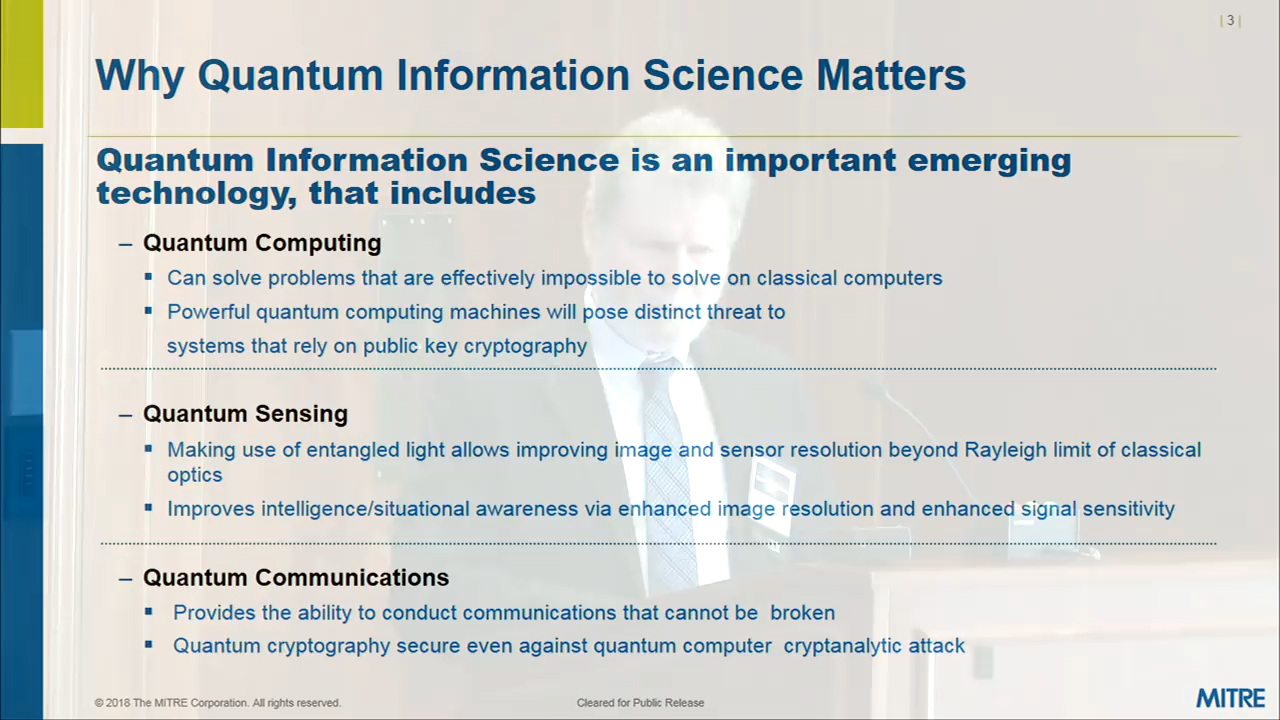 | 3 |
Why Quantum Information Science Matters
Quantum Information Science is an important emerging
technology, that includes
– Quantum Computing
▪ Can solve problems that are effectively impossible to solve on classical computers
▪ Powerful quantum computing machines will pose distinct threat to
systems that rely on public key cryptography
– Quantum Sensing
▪ Making use of entangled light allows improving image and sensor resolution beyond Rayleigh limit of classical
optics
▪ Improves intelligence/situational awareness via enhanced image resolution and enhanced signal sensitivity
– Quantum Communications
▪ Provides the ability to conduct communications that cannot be broken
▪ Quantum cryptography secure even against quantum computer cryptanalytic attack
© 2018 The MITRE Corporation. All rights reserved.
Cleared for Public Release
MITRE